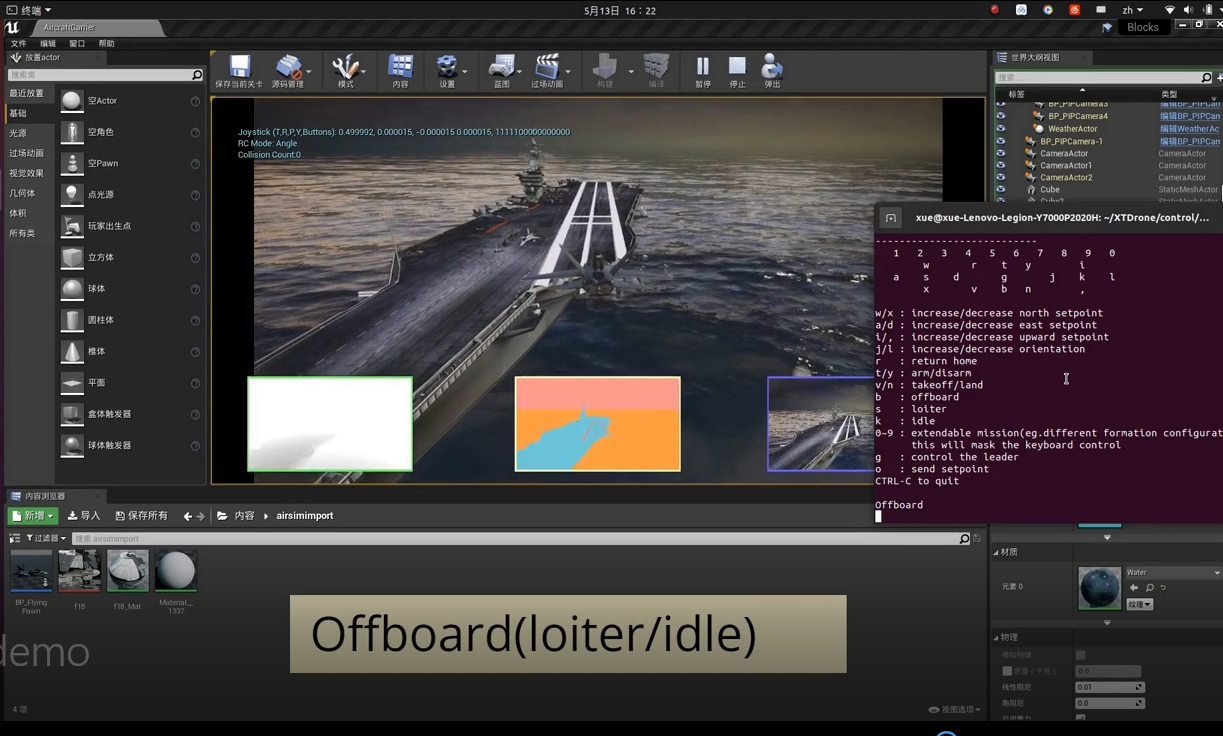 终端
5月13日 16：22
zh
AircraftCarrier
Blocks
文件 编辑 窗口 帮助
放置actor
搜索类
最近放置
基础
光源
过场动画
视觉效果
几何体
体积
所有类
空Actor
空角色
空Pawn
点光源
玩家出生点
立方体
球体
圆柱体
椎体
平面
盒体触发器
球体触发器
保存当前关卡 源码管理 模式 内容 设置 蓝图 过场动画 构建 编译 暂停 停止 弹出
Joystick (T,R,P,Y,Buttons): 0.499992, 0.000015, -0.000015 0.000015, 1111100000000000
RC Mode: Angle
Collision Count:0
世界大纲视图
搜索...
标签 类型
BP_PIPCamera3 编辑BP_PIPCan
BP_PIPCamera4 编辑BP_PIPCan
WeatherActor 编辑WeatherAc
BP_PIPCamera-1 编辑BP_PIPCan
CameraActor CameraActor
CameraActor1 CameraActor
CameraActor2 CameraActor
Cube StaticMeshActor
xue@xue-Lenovo-Legion-Y7000P2020H: ~/XTDrone/control/...
---------------------------
1 2 3 4 5 6 7 8 9 0
w r t y i
a s d g j k l
x v b n ,
w/x : increase/decrease north setpoint
a/d : increase/decrease east setpoint
i/, : increase/decrease upward setpoint
j/l : increase/decrease orientation
r : return home
t/y : arm/disarm
v/n : takeoff/land
b : offboard
s : loiter
k : idle
0~9 : extendable mission(eg.different formation configurat
this will mask the keyboard control
g : control the leader
o : send setpoint
CTRL-C to quit
Offboard
内容浏览器
新增 导入 保存所有 内容 airsimimport
过滤器 搜索 airsimimport
BP_Flying
Pawn
f18
f18_Mat
Material_
1337
demo
Offboard(loiter/idle)
4 项
视图选项
材质
元素 0
Water
纹理
物理
模拟物理
质量（千克） 0.0
线性阻尼 0.01
角阻尼 0.0
启用重力